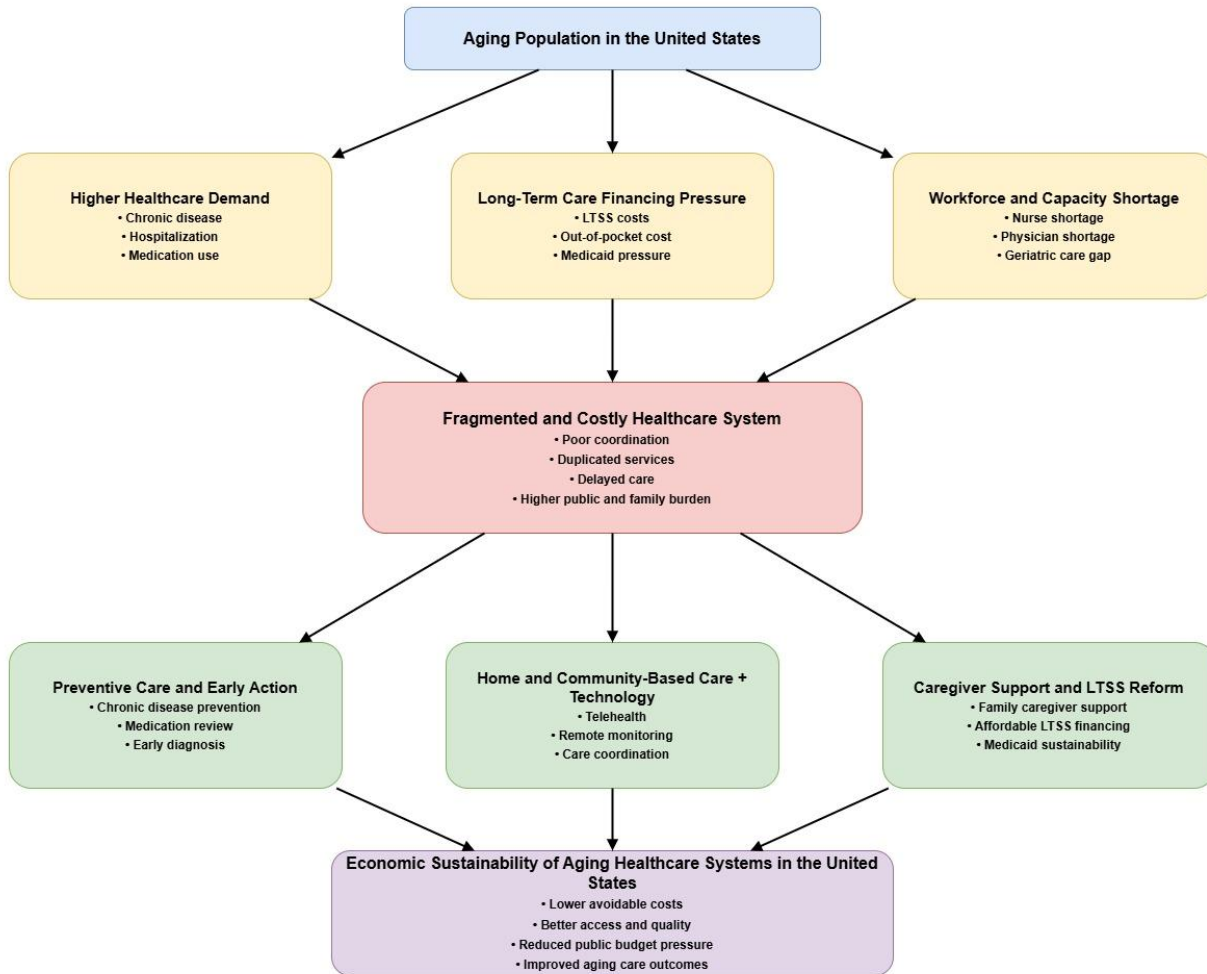 Aging Population in the United States
Higher Healthcare Demand
• Chronic disease
• Hospitalization
• Medication use
Long-Term Care Financing Pressure
• LTSS costs
• Out-of-pocket cost
• Medicaid pressure
Workforce and Capacity Shortage
• Nurse shortage
• Physician shortage
• Geriatric care gap
Fragmented and Costly Healthcare System
• Poor coordination
• Duplicated services
• Delayed care
• Higher public and family burden
Preventive Care and Early Action
• Chronic disease prevention
• Medication review
• Early diagnosis
Home and Community-Based Care +
Technology
• Telehealth
• Remote monitoring
• Care coordination
Caregiver Support and LTSS Reform
• Family caregiver support
• Affordable LTSS financing
• Medicaid sustainability
Economic Sustainability of Aging Healthcare Systems in the United
States
• Lower avoidable costs
• Better access and quality
• Reduced public budget pressure
• Improved aging care outcomes